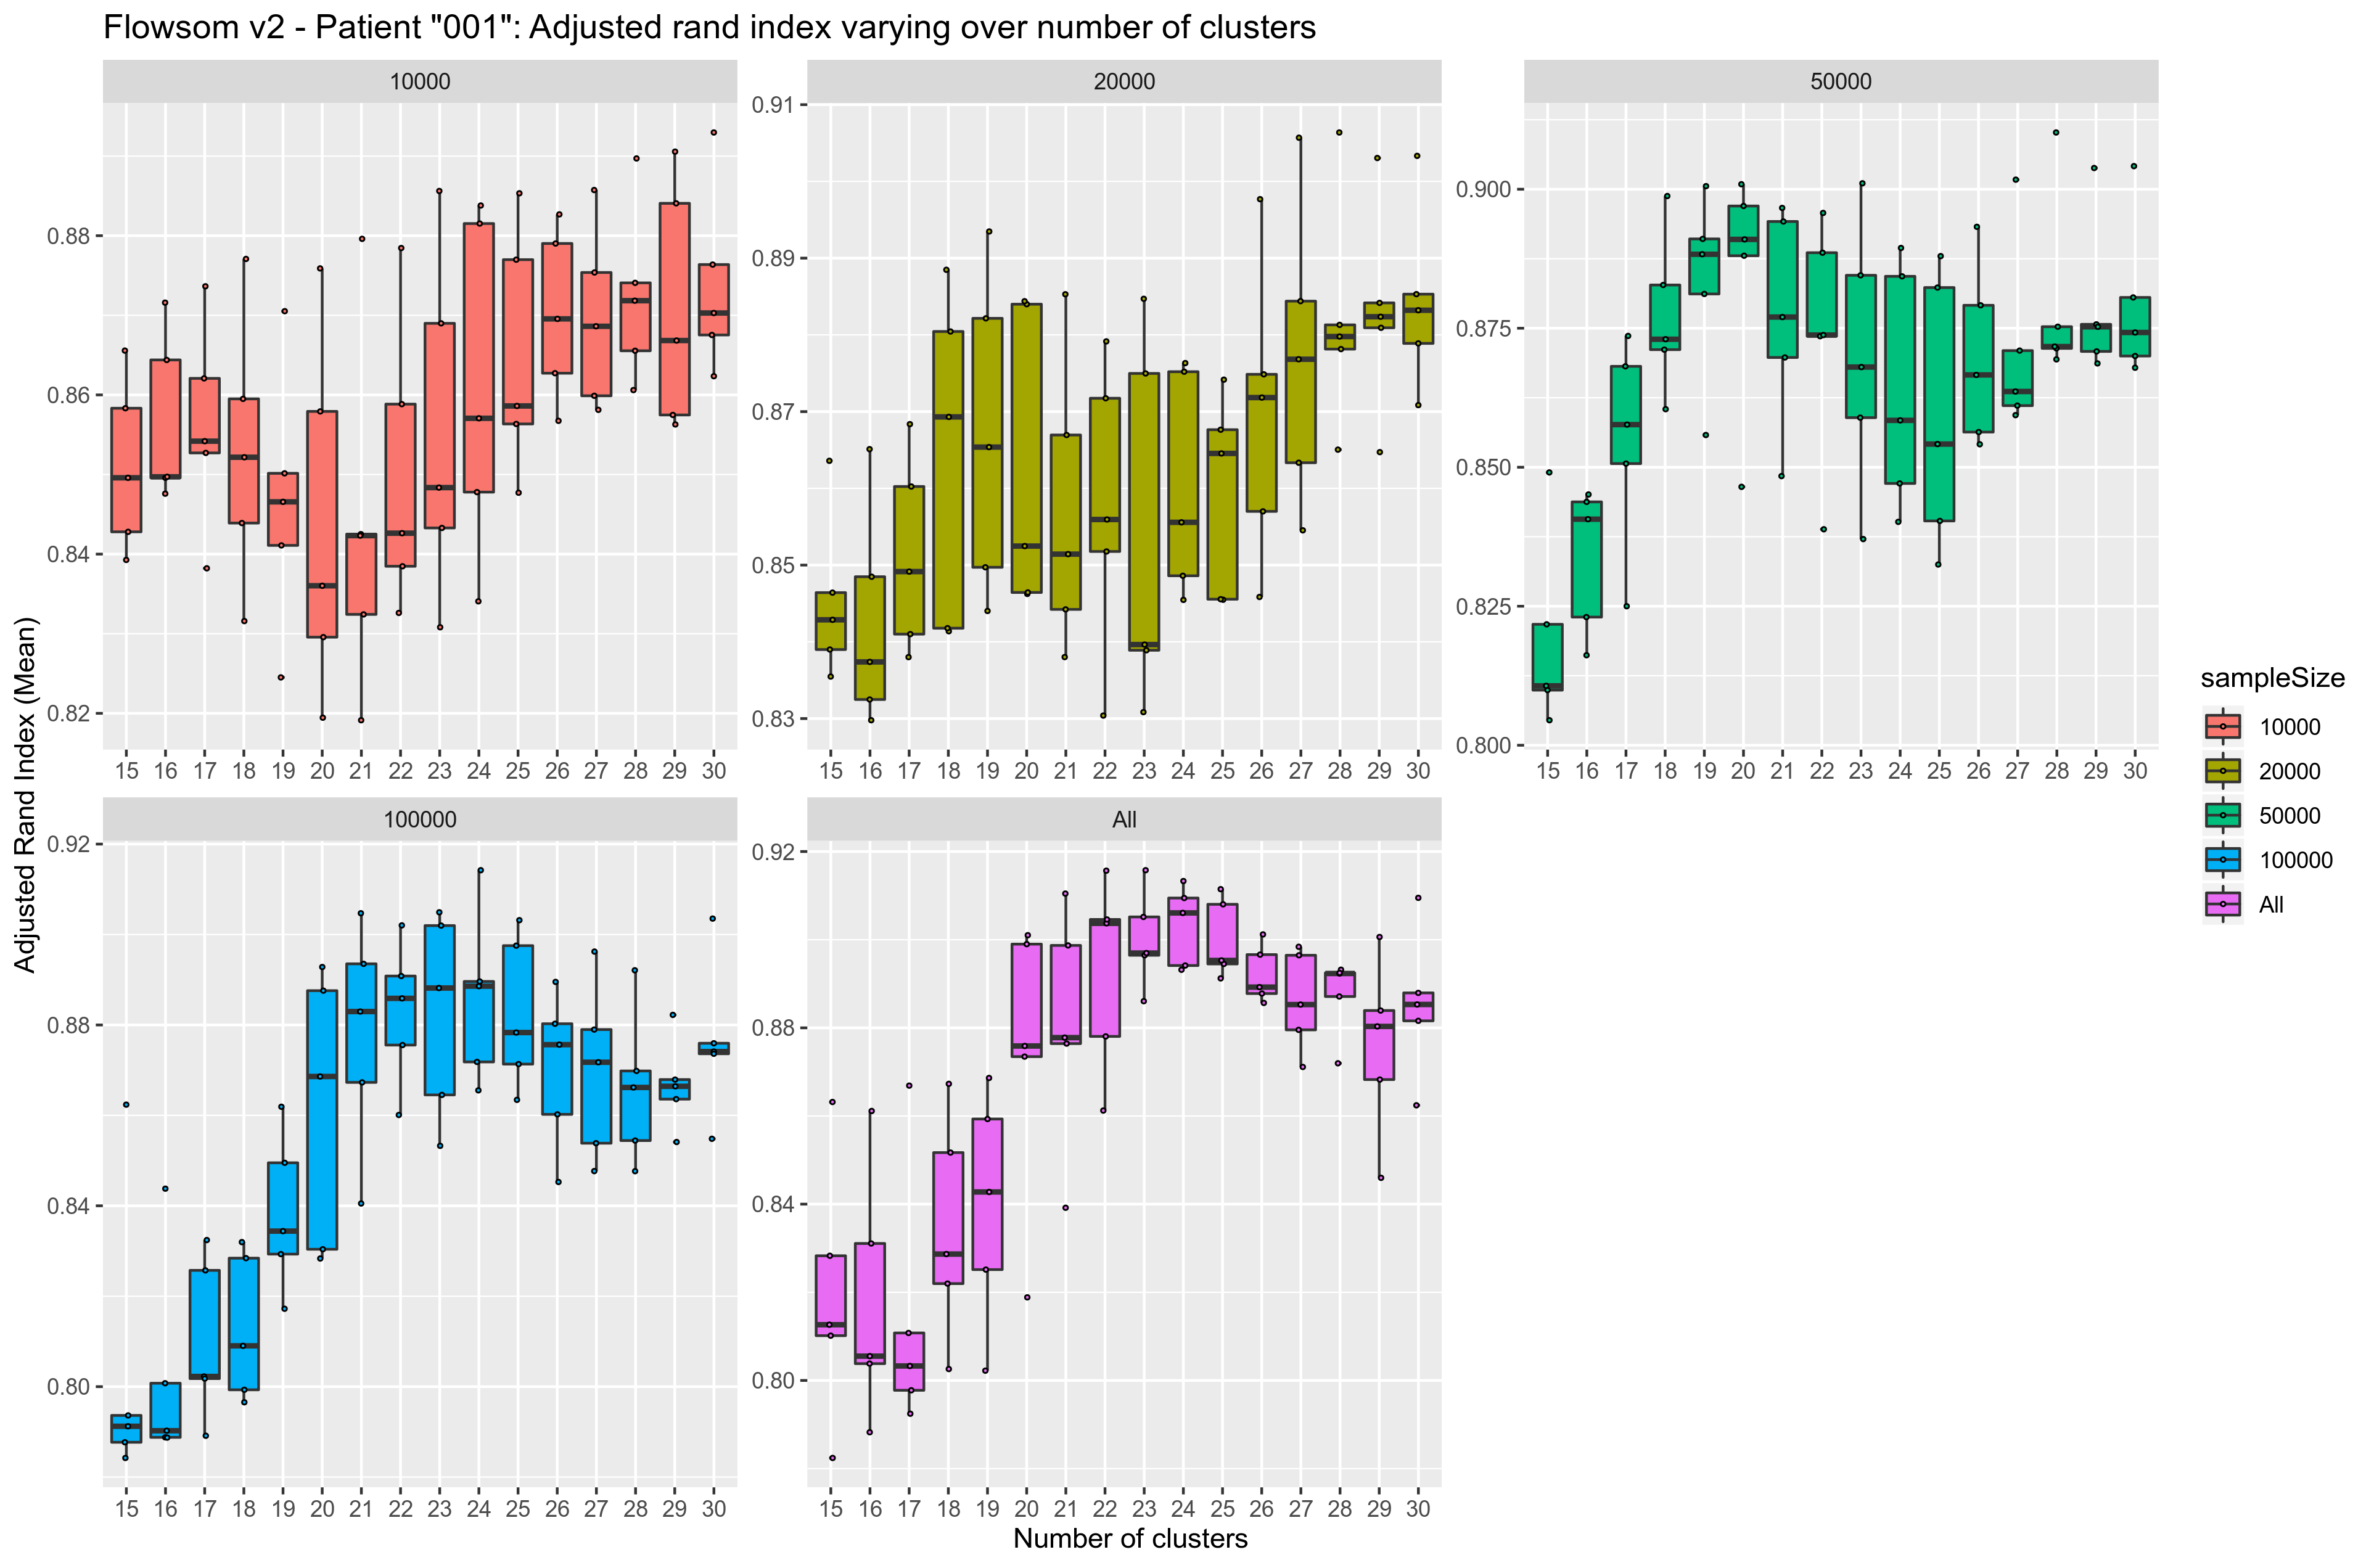 Flowsom v2 - Patient "001": Adjusted rand index varying over number of clusters
Adjusted Rand Index (Mean)
10000
0.88
0.86
0.84
0.82
15 16 17 18 19 20 21 22 23 24 25 26 27 28 29 30
20000
0.91
0.89
0.87
0.85
0.83
15 16 17 18 19 20 21 22 23 24 25 26 27 28 29 30
50000
0.900
0.875
0.850
0.825
0.800
15 16 17 18 19 20 21 22 23 24 25 26 27 28 29 30
100000
0.92
0.88
0.84
0.80
15 16 17 18 19 20 21 22 23 24 25 26 27 28 29 30
All
0.92
0.88
0.84
0.80
15 16 17 18 19 20 21 22 23 24 25 26 27 28 29 30
Number of clusters
sampleSize
10000
20000
50000
100000
All